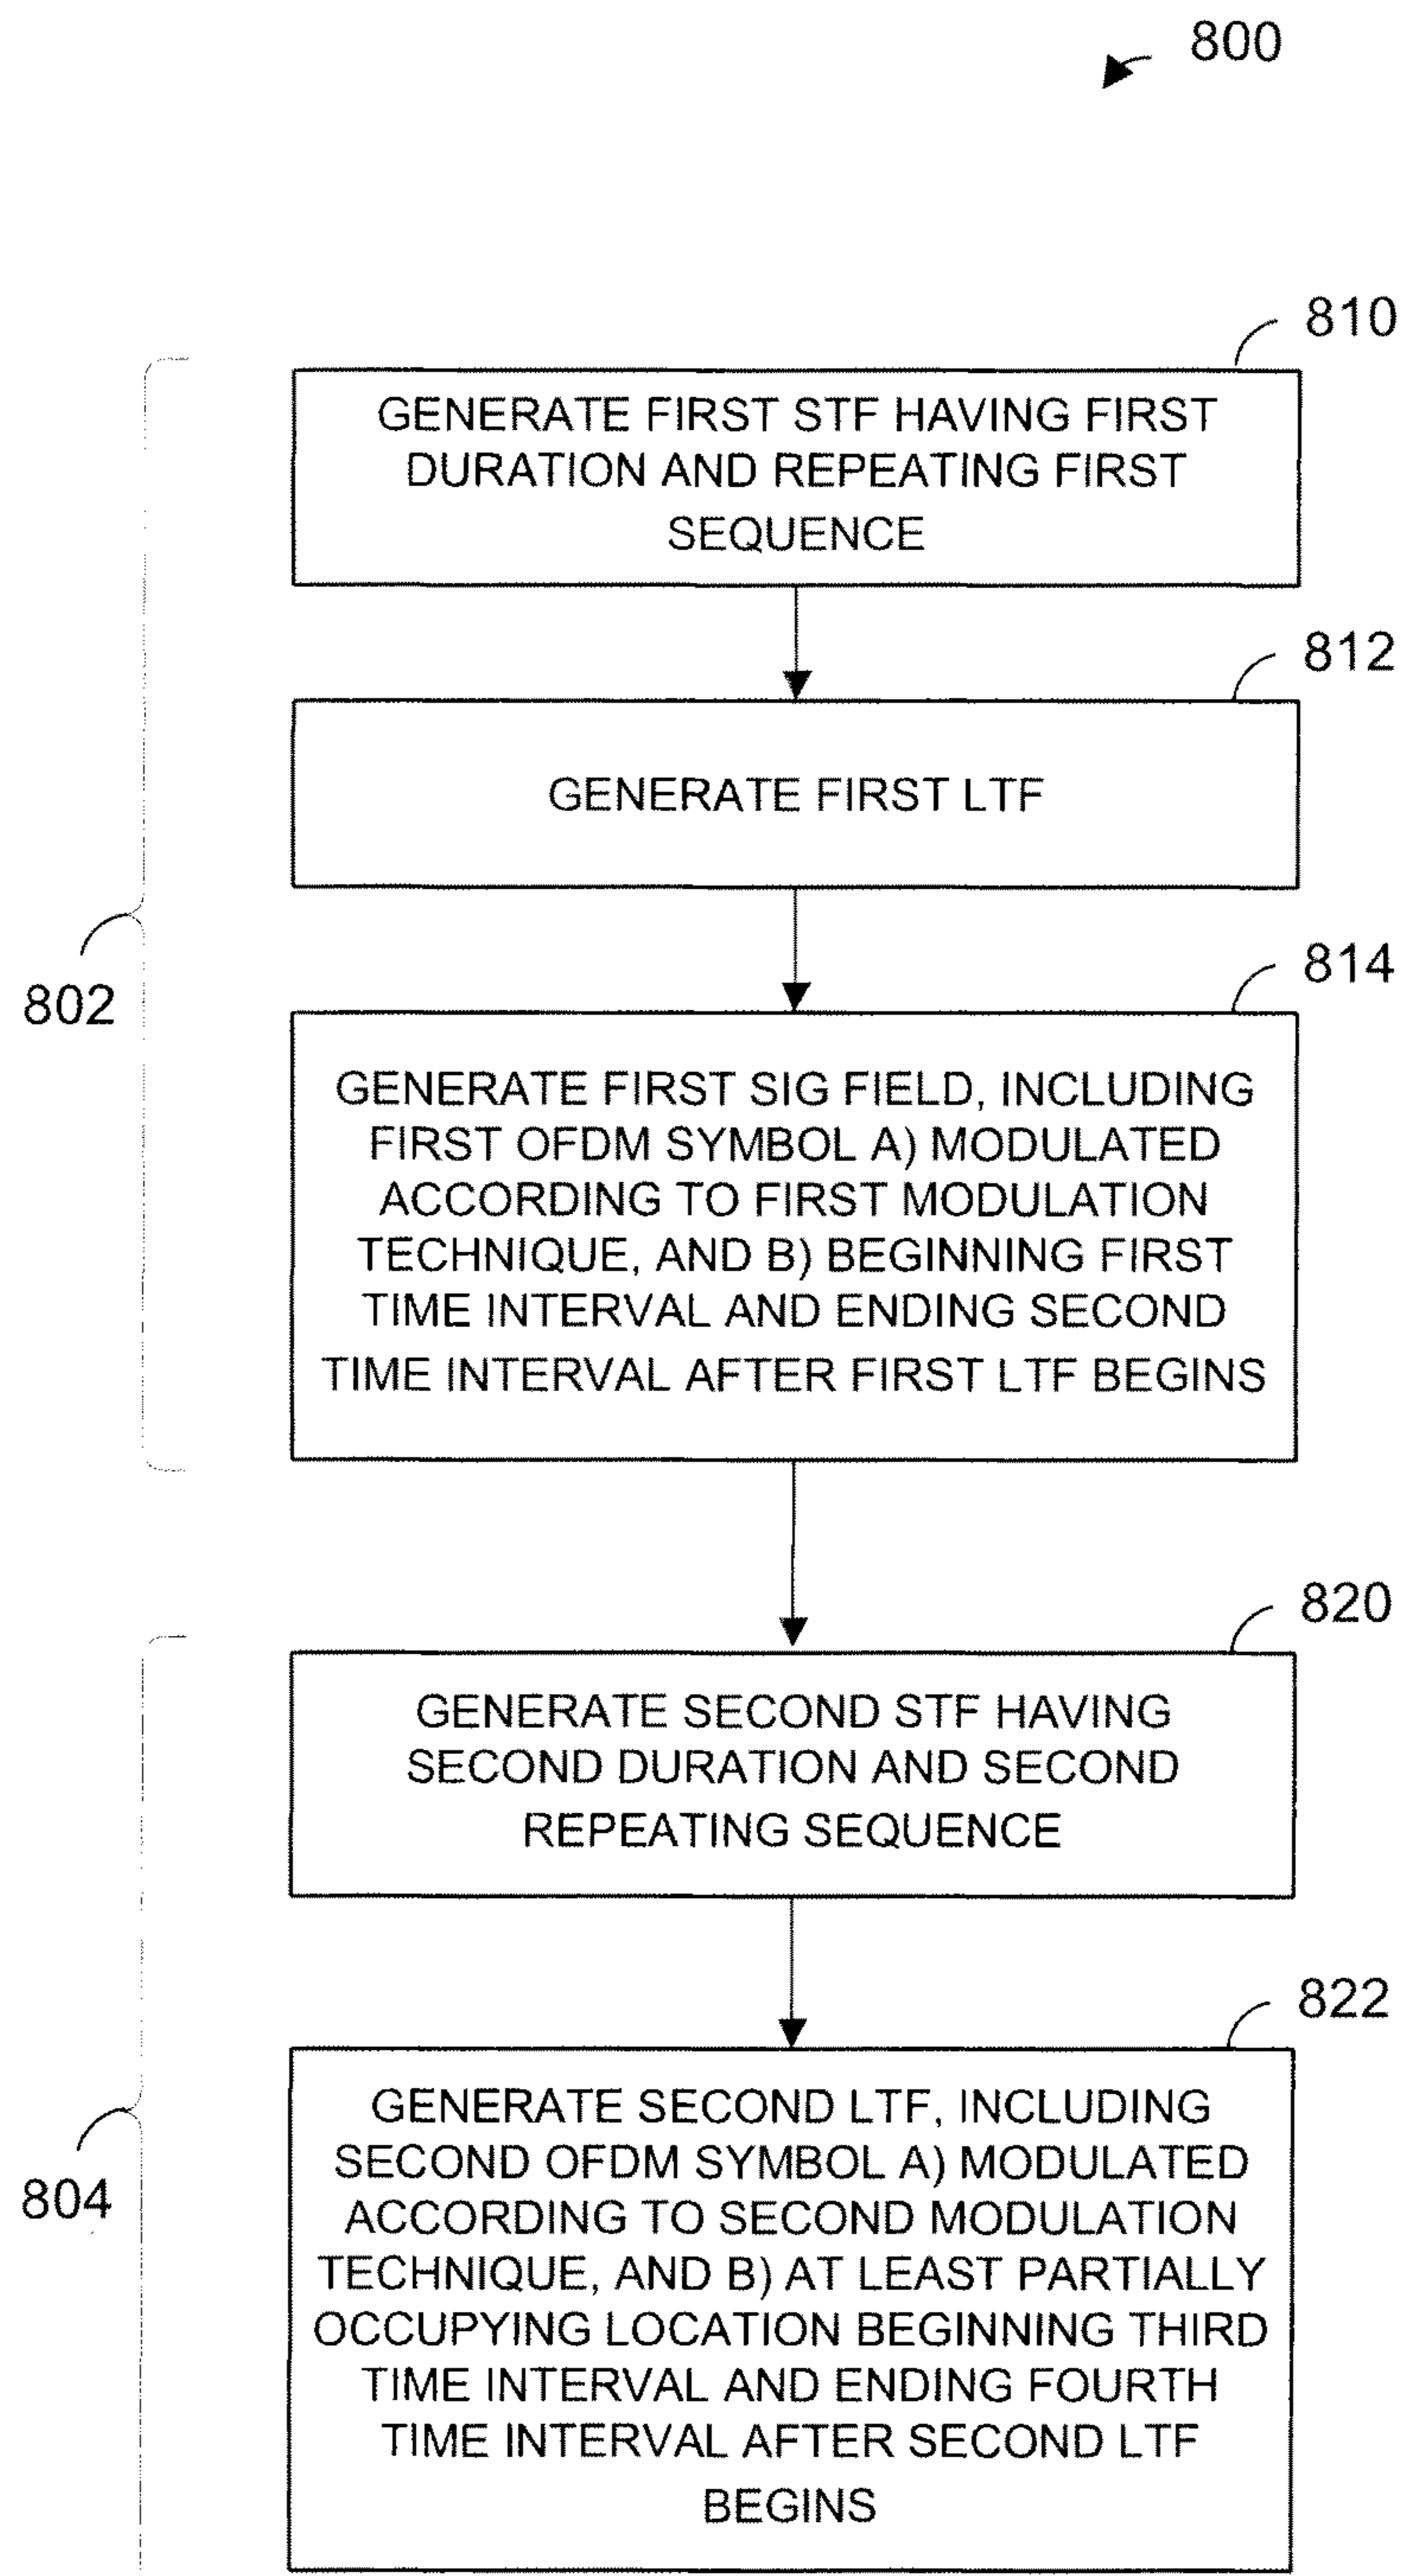 800
810
GENERATE FIRST STF HAVING FIRST
DURATION AND REPEATING FIRST
SEQUENCE
812
GENERATE FIRST LTF
802
814
GENERATE FIRST SIG FIELD, INCLUDING
FIRST OFDM SYMBOL A) MODULATED
ACCORDING TO FIRST MODULATION
TECHNIQUE, AND B) BEGINNING FIRST
TIME INTERVAL AND ENDING SECOND
TIME INTERVAL AFTER FIRST LTF BEGINS
820
GENERATE SECOND STF HAVING
SECOND DURATION AND SECOND
REPEATING SEQUENCE
822
804
GENERATE SECOND LTF, INCLUDING
SECOND OFDM SYMBOL A) MODULATED
ACCORDING TO SECOND MODULATION
TECHNIQUE, AND B) AT LEAST PARTIALLY
OCCUPYING LOCATION BEGINNING THIRD
TIME INTERVAL AND ENDING FOURTH
TIME INTERVAL AFTER SECOND LTF
BEGINS